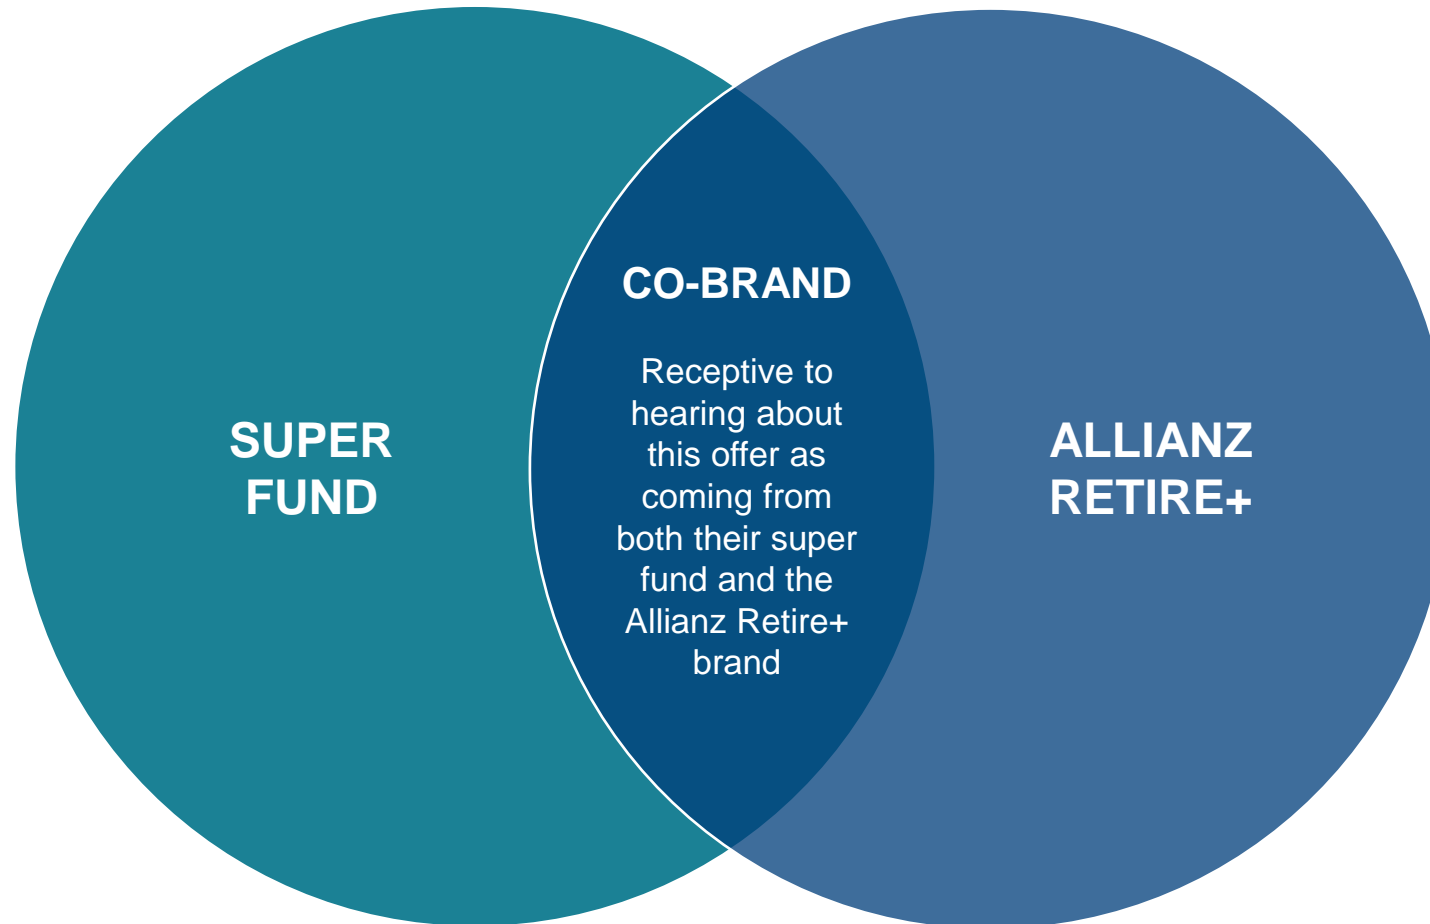 SUPER
FUND
CO-BRAND
Receptive to
hearing about
this offer as
coming from
both their super
fund and the
Allianz Retire+
brand
ALLIANZ
RETIRE+